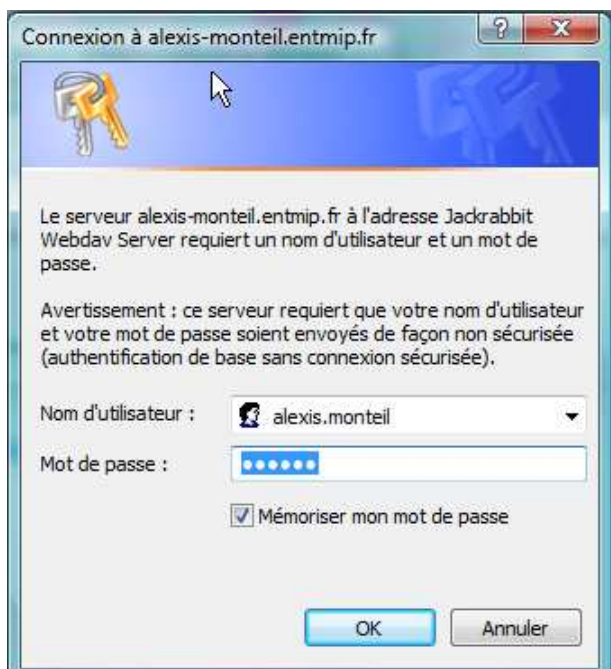 Connexion à alexis-monteil.entmip.fr
Le serveur alexis-monteil.entmip.fr à l'adresse Jackrabbit
Webdav Server requiert un nom d'utilisateur et un mot de
passe.
Avertissement : ce serveur requiert que votre nom d'utilisateur
et votre mot de passe soient envoyés de façon non sécurisée
(authentification de base sans connexion sécurisée).
Nom d'utilisateur : alexis.monteil
Mot de passe : ●●●●●●
Mémoriser mon mot de passe
OK Annuler